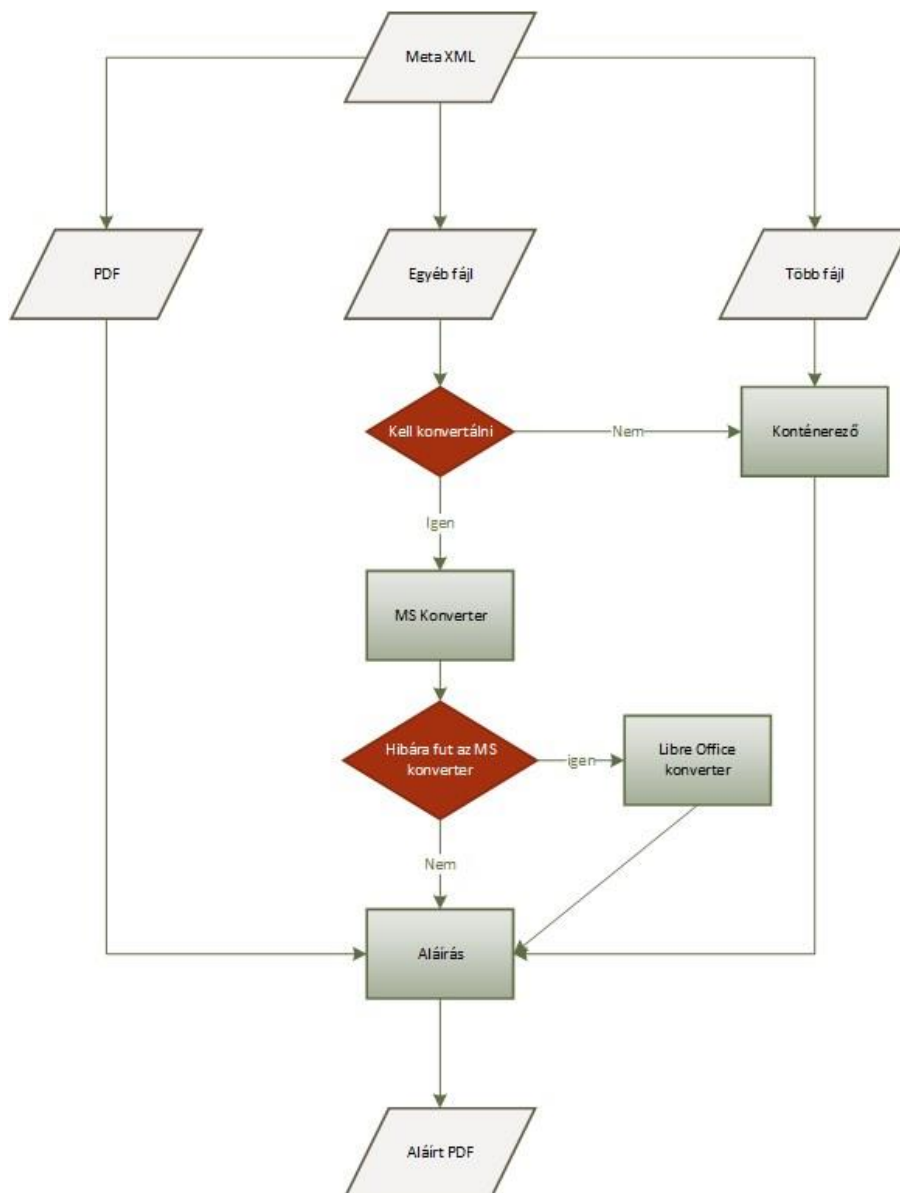 Meta XML
PDF
Egyéb fájl
Több fájl
Kell konvertálni
Nem
Konténerező
Igen
MS Konverter
Hibára fut az MS
konverter
igen
Libre Office
konverter
Nem
Aláírás
Aláírt PDF